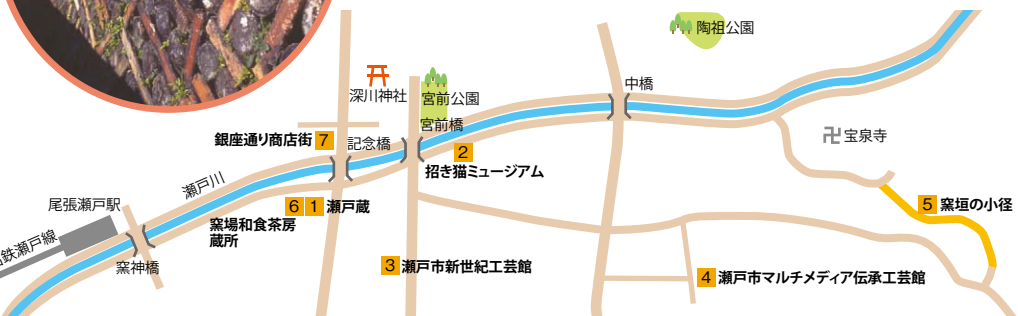 陶祖公園
中橋
深川神社
宮前公園
宮前橋
銀座通り商店街 7
記念橋
2
招き猫ミュージアム
卍 宝泉寺
瀬戸川
6 1 瀬戸蔵
5 窯垣の小径
尾張瀬戸駅
窯場和食茶房
蔵所
鉄瀬戸線
窯神橋
3 瀬戸市新世紀工芸館
4 瀬戸市マルチメディア伝承工芸館